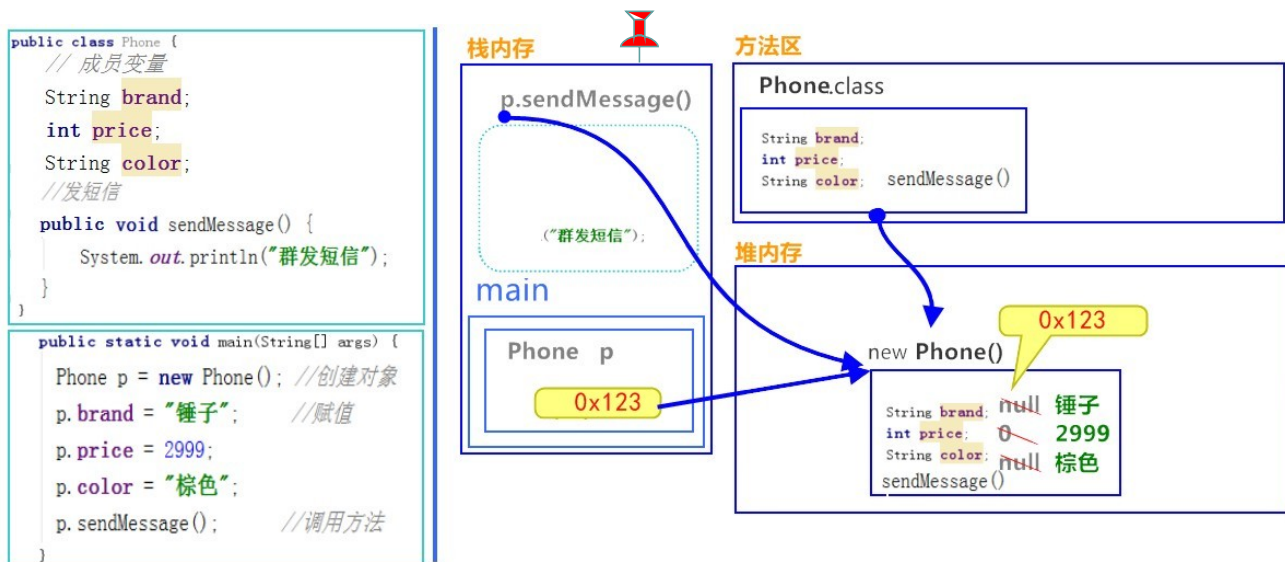 public class Phone {
// 成员变量
String brand;
int price;
String color;
//发短信
public void sendMessage() {
System.out.println("群发短信");
}
}
public static void main(String[] args) {
Phone p = new Phone(); //创建对象
p.brand = "锤子"; //赋值
p.price = 2999;
p.color = "棕色";
p.sendMessage(); //调用方法
}
栈内存
p.sendMessage()
.("群发短信");
main
Phone p
0x123
方法区
Phone.class
String brand;
int price;
String color; sendMessage()
堆内存
0x123
new Phone()
String brand; null 锤子
int price; 0 2999
String color; null 棕色
sendMessage()